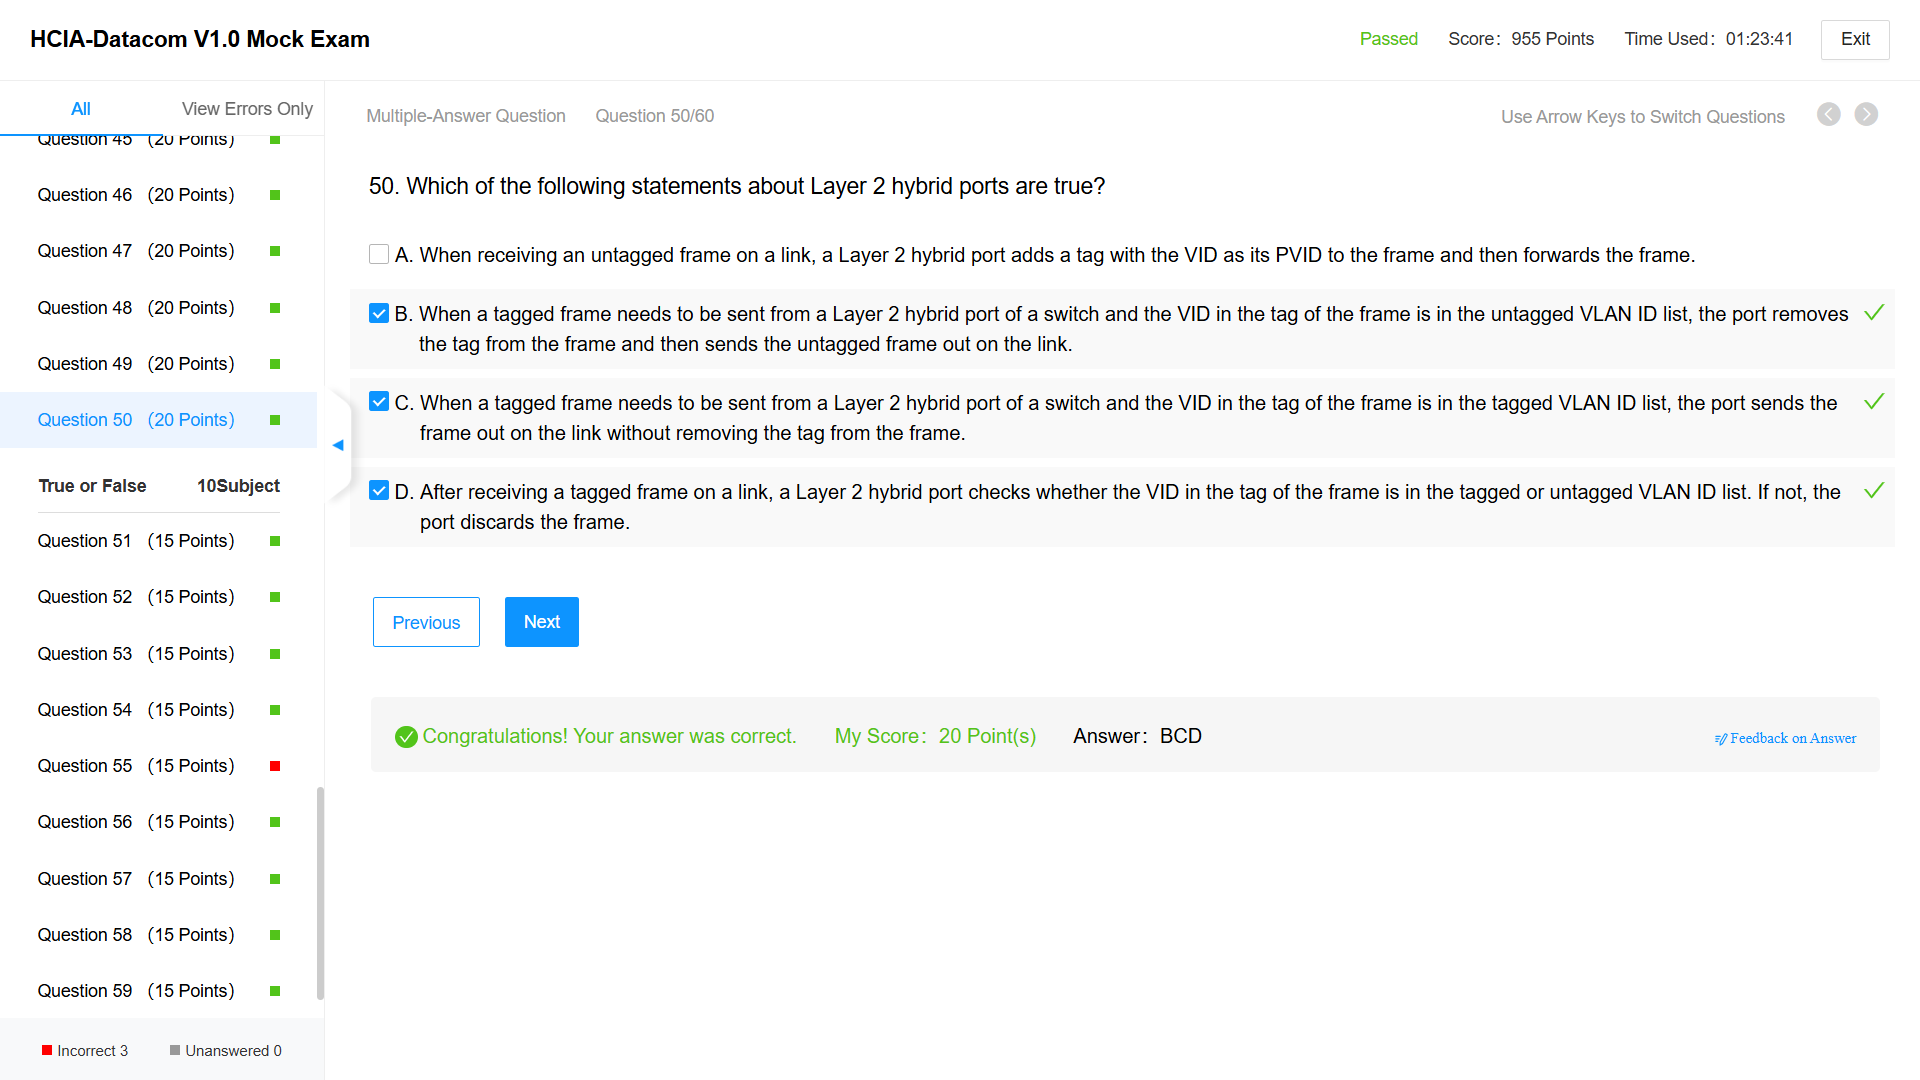 HCIA-Datacom V1.0 Mock Exam
Passed Score： 955 Points Time Used： 01:23:41 Exit
All View Errors Only
Question 45 （20 Points）
Question 46 （20 Points）
Question 47 （20 Points）
Question 48 （20 Points）
Question 49 （20 Points）
Question 50 （20 Points）
True or False 10Subject
Question 51 （15 Points）
Question 52 （15 Points）
Question 53 （15 Points）
Question 54 （15 Points）
Question 55 （15 Points）
Question 56 （15 Points）
Question 57 （15 Points）
Question 58 （15 Points）
Question 59 （15 Points）
Incorrect 3 Unanswered 0
Multiple-Answer Question Question 50/60 Use Arrow Keys to Switch Questions
50. Which of the following statements about Layer 2 hybrid ports are true?
A. When receiving an untagged frame on a link, a Layer 2 hybrid port adds a tag with the VID as its PVID to the frame and then forwards the frame.
B. When a tagged frame needs to be sent from a Layer 2 hybrid port of a switch and the VID in the tag of the frame is in the untagged VLAN ID list, the port removes
the tag from the frame and then sends the untagged frame out on the link.
C. When a tagged frame needs to be sent from a Layer 2 hybrid port of a switch and the VID in the tag of the frame is in the tagged VLAN ID list, the port sends the
frame out on the link without removing the tag from the frame.
D. After receiving a tagged frame on a link, a Layer 2 hybrid port checks whether the VID in the tag of the frame is in the tagged or untagged VLAN ID list. If not, the
port discards the frame.
Previous Next
Congratulations! Your answer was correct. My Score： 20 Point(s) Answer： BCD Feedback on Answer